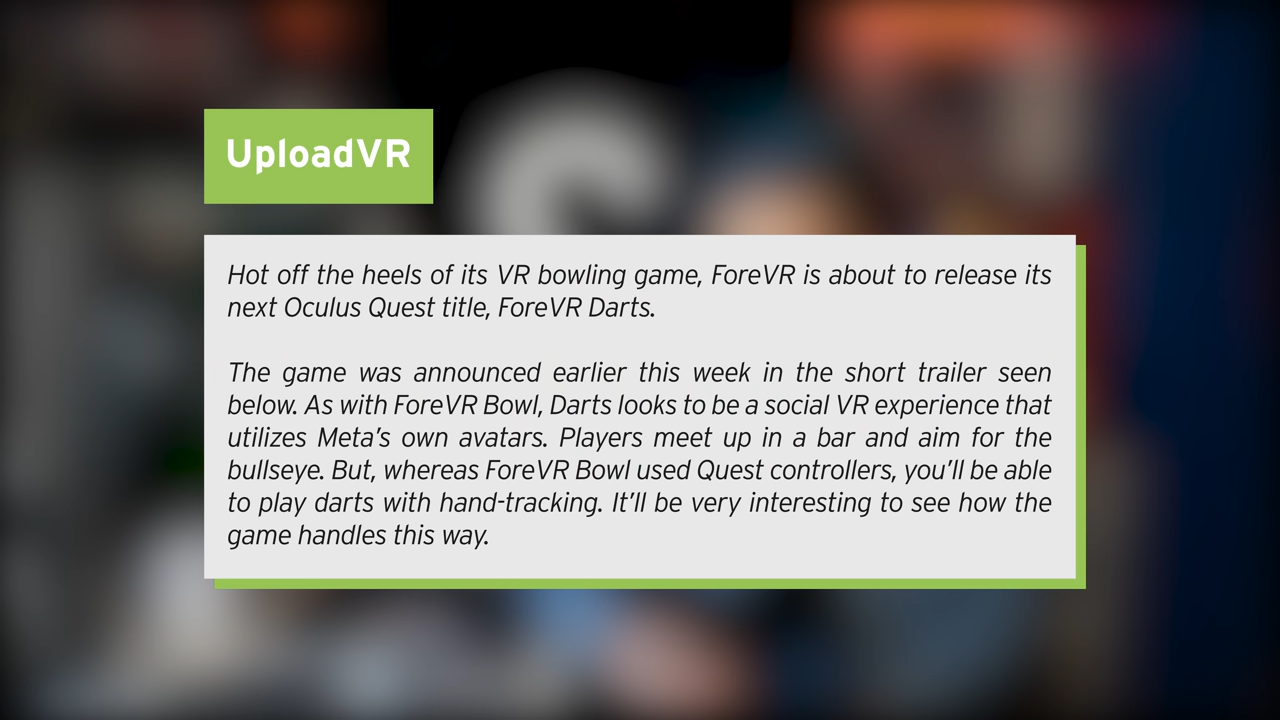 UploadVR
Hot off the heels of its VR bowling game, ForeVR is about to release its
next Oculus Quest title, ForeVR Darts.
The game was announced earlier this week in the short trailer seen
below. As with ForeVR Bowl, Darts looks to be a social VR experience that
utilizes Meta's own avatars. Players meet up in a bar and aim for the
bullseye. But, whereas ForeVR Bowl used Quest controllers, you'll be able
to play darts with hand-tracking. It'll be very interesting to see how the
game handles this way.